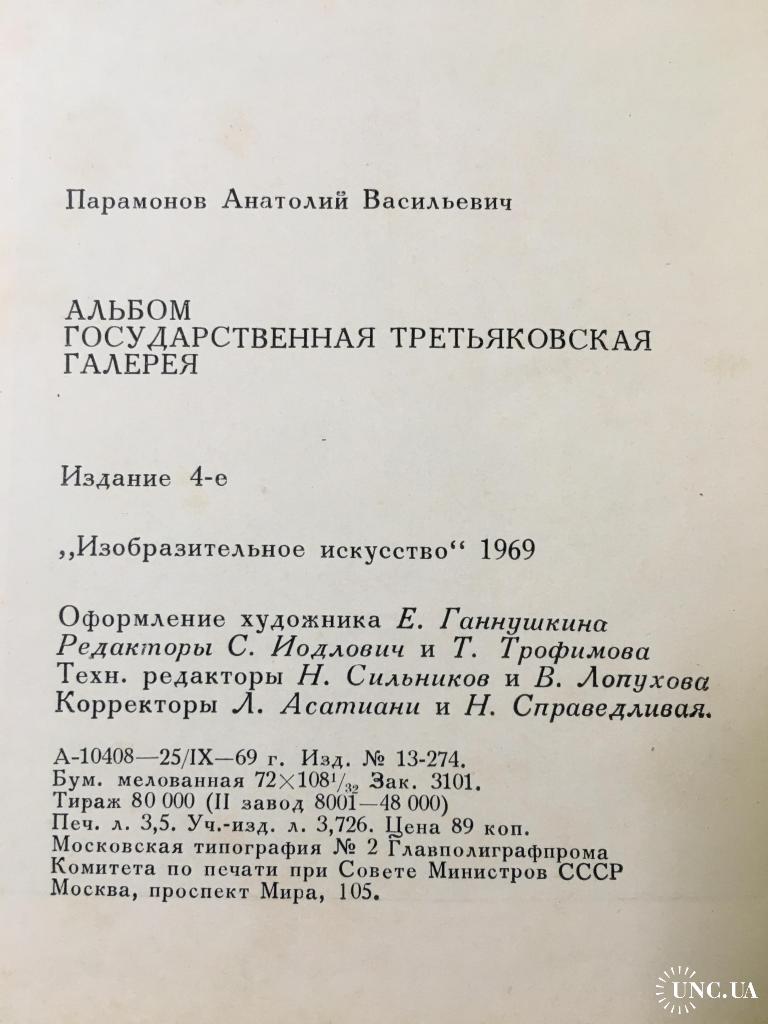 Парамонов Анатолий Васильевич
АЛЬБОМ
ГОСУДАРСТВЕННАЯ ТРЕТЬЯКОВСКАЯ
ГАЛЕРЕЯ
Издание 4-е
„Изобразительное искусство“ 1969
Оформление художника Е. Ганнушкина
Редакторы С. Иодлович и Т. Трофимова
Техн. редакторы Н. Сильников и В. Лопухова
Корректоры Л. Асатиани и Н. Справедливая.
А-10408—25/IX—69 г. Изд. № 13-274.
Бум. мелованная 72×108¹/₃₂ Зак. 3101.
Тираж 80 000 (II завод 8001—48 000)
Печ. л. 3,5. Уч.-изд. л. 3,726. Цена 89 коп.
Московская типография № 2 Главполиграфпрома
Комитета по печати при Совете Министров СССР
Москва, проспект Мира, 105.
UNC.UA